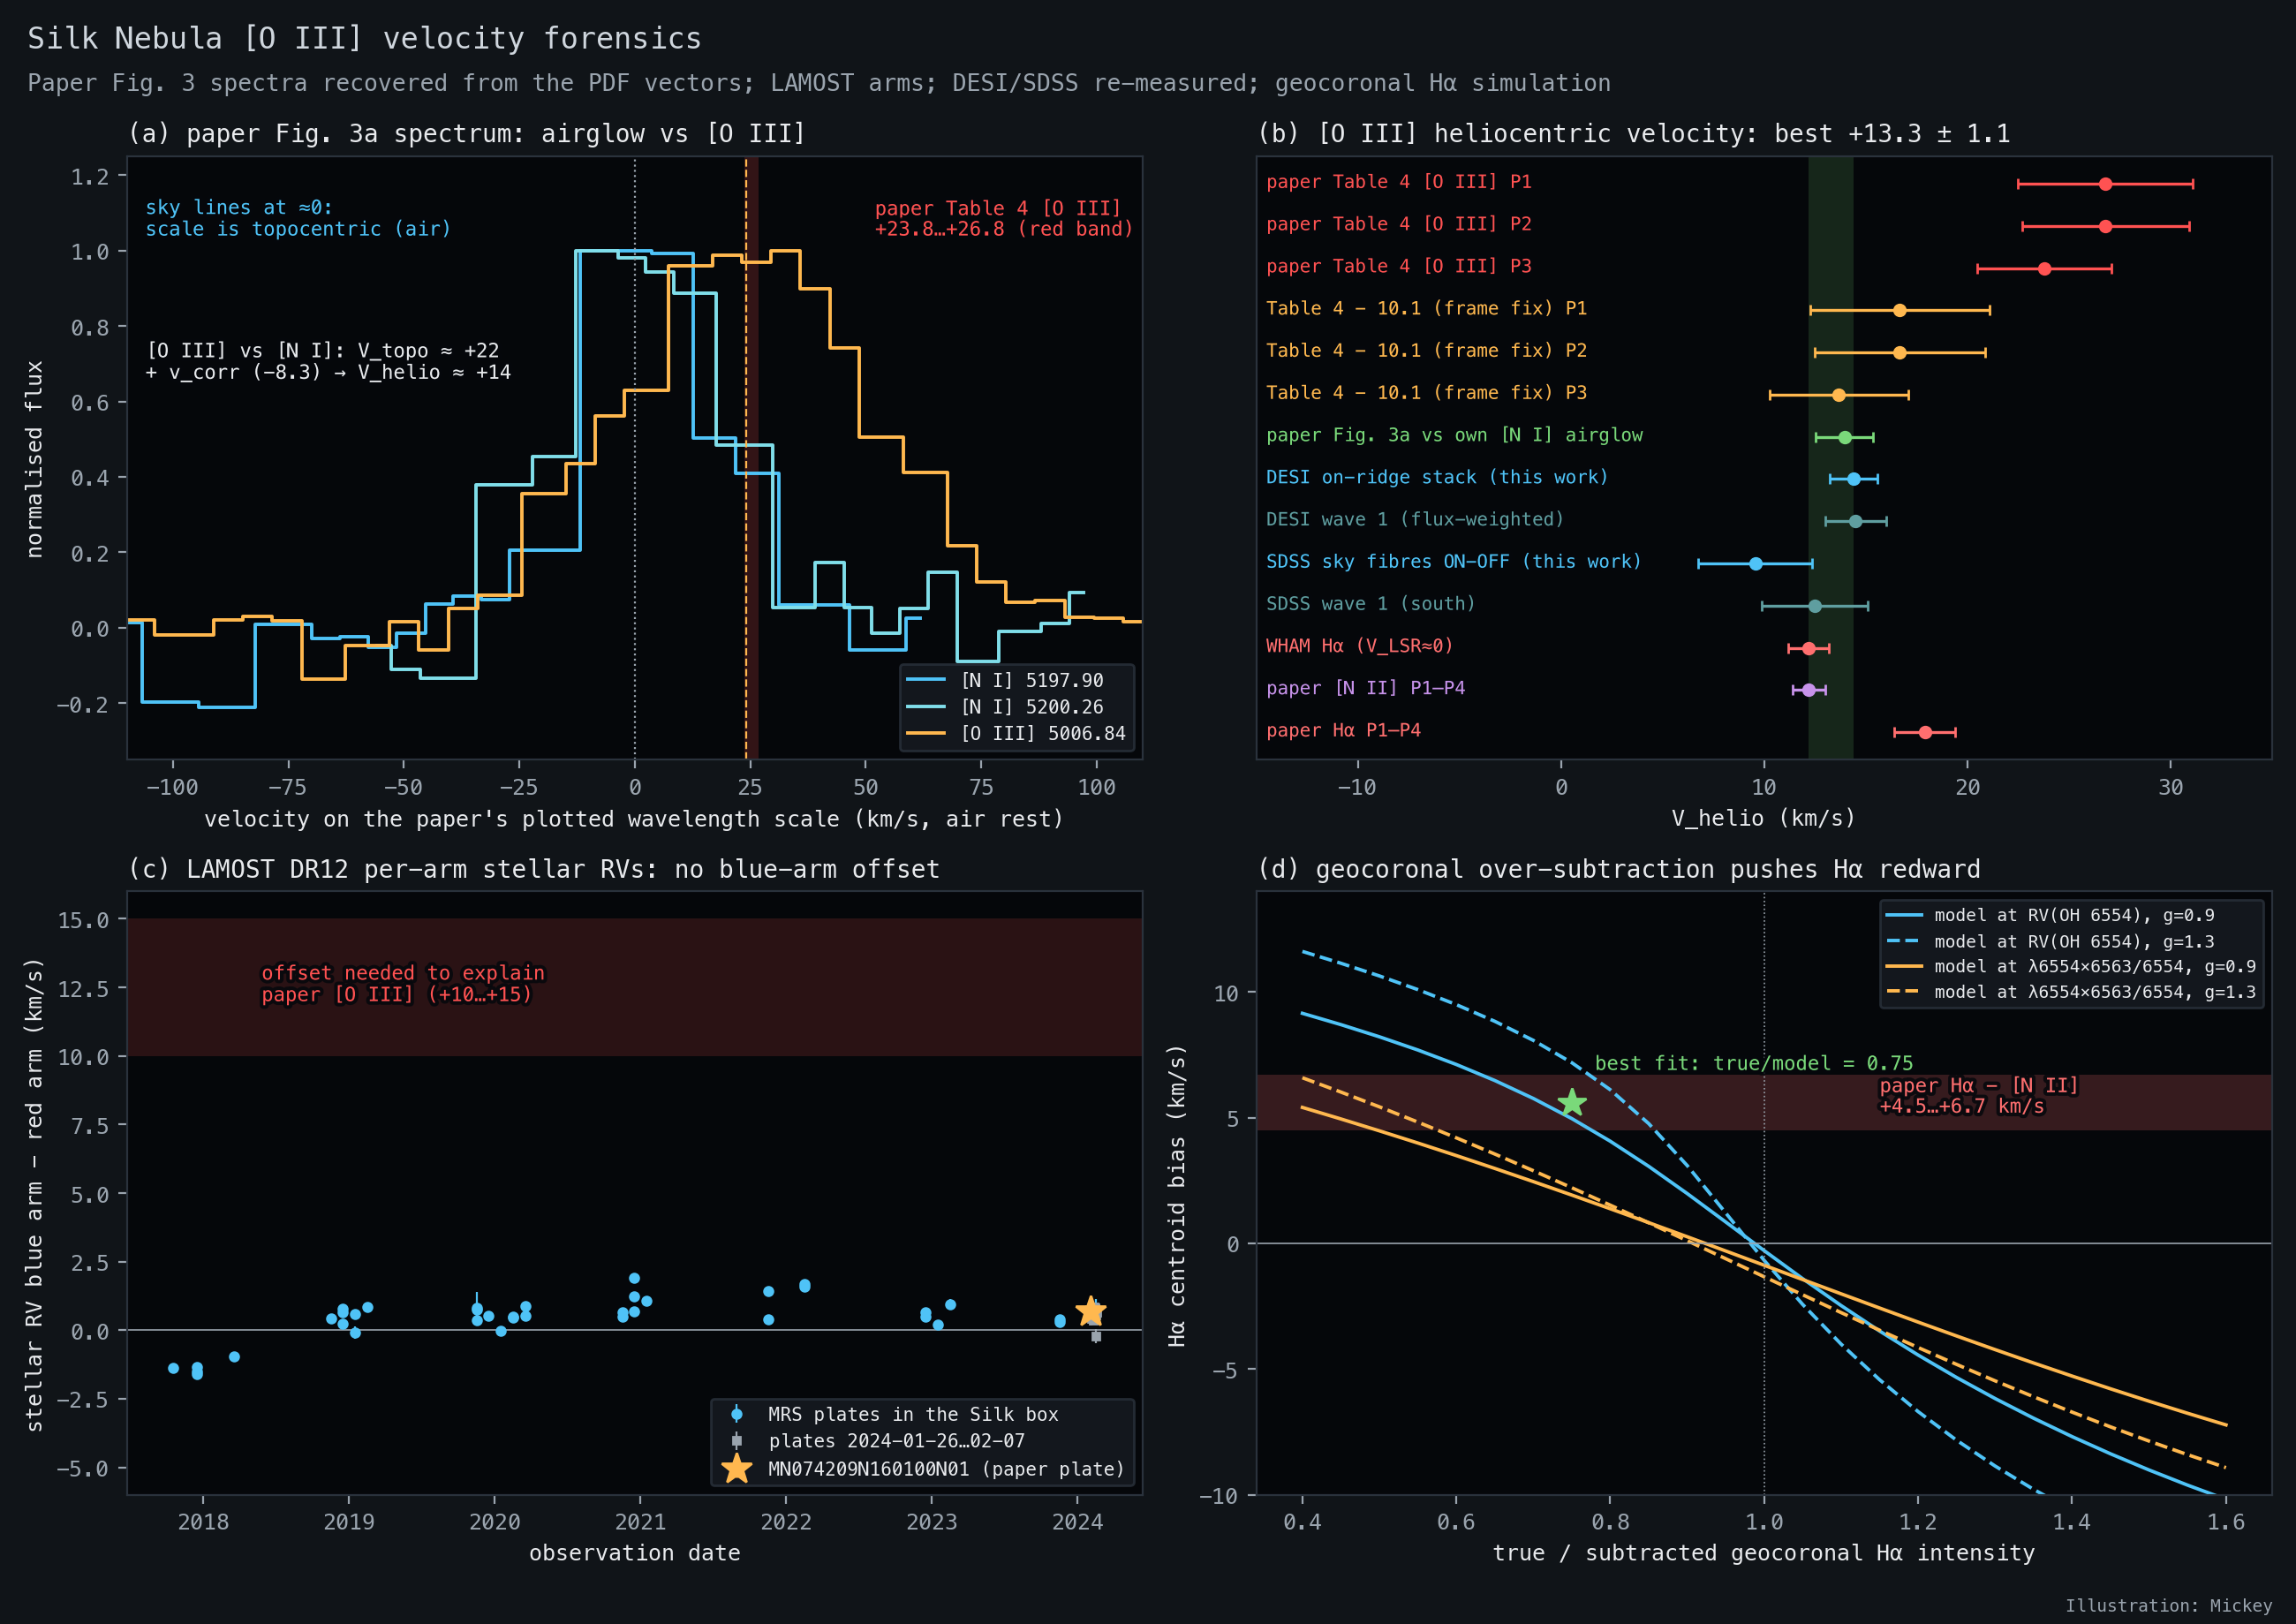 Silk Nebula [O III] velocity forensics
Paper Fig. 3 spectra recovered from the PDF vectors; LAMOST arms; DESI/SDSS re−measured; geocoronal Hα simulation
(a) paper Fig. 3a spectrum: airglow vs [O III]
sky lines at ≈0:
scale is topocentric (air)
paper Table 4 [O III]
+23.8…+26.8 (red band)
[O III] vs [N I]: V_topo ≈ +22
+ v_corr (−8.3) → V_helio ≈ +14
normalised flux
1.2
1.0
0.8
0.6
0.4
0.2
0.0
−0.2
[N I] 5197.90
[N I] 5200.26
[O III] 5006.84
−100 −75 −50 −25 0 25 50 75 100
velocity on the paper's plotted wavelength scale (km/s, air rest)
(b) [O III] heliocentric velocity: best +13.3 ± 1.1
paper Table 4 [O III] P1
paper Table 4 [O III] P2
paper Table 4 [O III] P3
Table 4 − 10.1 (frame fix) P1
Table 4 − 10.1 (frame fix) P2
Table 4 − 10.1 (frame fix) P3
paper Fig. 3a vs own [N I] airglow
DESI on−ridge stack (this work)
DESI wave 1 (flux−weighted)
SDSS sky fibres ON−OFF (this work)
SDSS wave 1 (south)
WHAM Hα (V_LSR≈0)
paper [N II] P1–P4
paper Hα P1–P4
−10 0 10 20 30
V_helio (km/s)
(c) LAMOST DR12 per−arm stellar RVs: no blue−arm offset
offset needed to explain
paper [O III] (+10…+15)
stellar RV blue arm − red arm (km/s)
15.0
12.5
10.0
7.5
5.0
2.5
0.0
−2.5
−5.0
MRS plates in the Silk box
plates 2024−01−26…02−07
MN074209N160100N01 (paper plate)
2018 2019 2020 2021 2022 2023 2024
observation date
(d) geocoronal over−subtraction pushes Hα redward
model at RV(OH 6554), g=0.9
model at RV(OH 6554), g=1.3
model at λ6554×6563/6554, g=0.9
model at λ6554×6563/6554, g=1.3
best fit: true/model = 0.75
paper Hα − [N II]
+4.5…+6.7 km/s
Hα centroid bias (km/s)
10
5
0
−5
−10
0.4 0.6 0.8 1.0 1.2 1.4 1.6
true / subtracted geocoronal Hα intensity
Illustration: Mickey